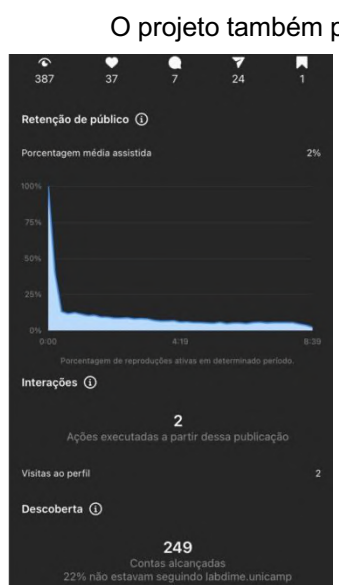 O projeto também p
387 37 7 24 1
Retenção de público
Porcentagem média assistida 2%
100%
75%
50%
25%
0%
0:00 4:19 8:39
Porcentagem de reproduções ativas em determinado período.
Interações
2
Ações executadas a partir dessa publicação
Visitas ao perfil 2
Descoberta
249
Contas alcançadas
22% não estavam seguindo labdime.unicamp